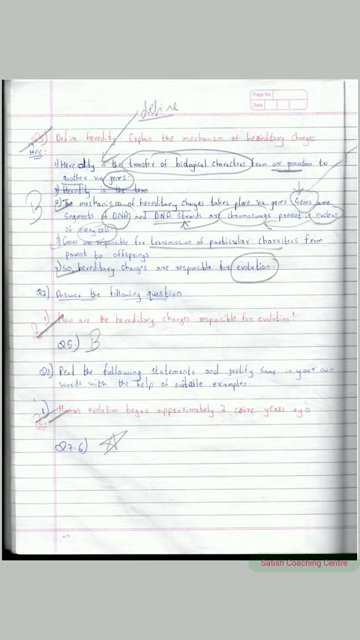 Page No.
Date
define
Q5) Define heredity. Explain the mechanism of hereditary changes
Ans:
1) Heredity is the transfer of biological characters from one genration to
another via genes
2) Heredity is the term
2) The mechanism of hereditary changes takes place via genes. Genes are
segments of DNA and DNA strands are chromosomes present in nucleus
of every cell
3) Genes are responsible for transmission of particular characters from
parent to offsprings
4) So, hereditary changes are responsible for evolution
B
Q2) Answer the following question
1) How are the hereditary changes responsible for evolution?
Q5) B
Q3) Read the following statements and justify same in your own
words with the help of suitable examples.
1) Human evolution began approximately 7 crore years ago
Q7.6)
Satish Coaching Centre